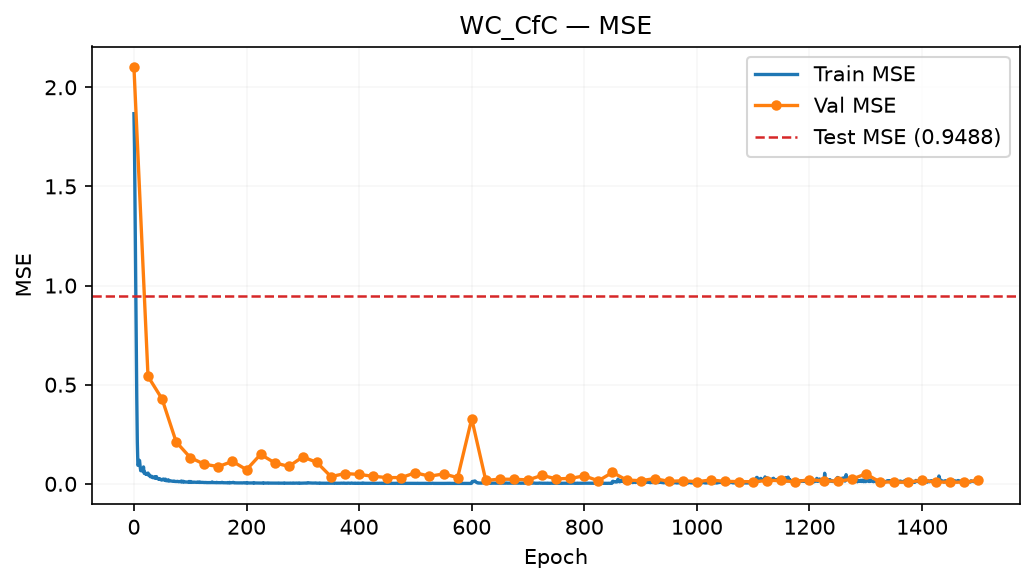 WC_CfC — MSE
Train MSE
Val MSE
Test MSE (0.9488)
MSE
2.0
1.5
1.0
0.5
0.0
0 200 400 600 800 1000 1200 1400
Epoch